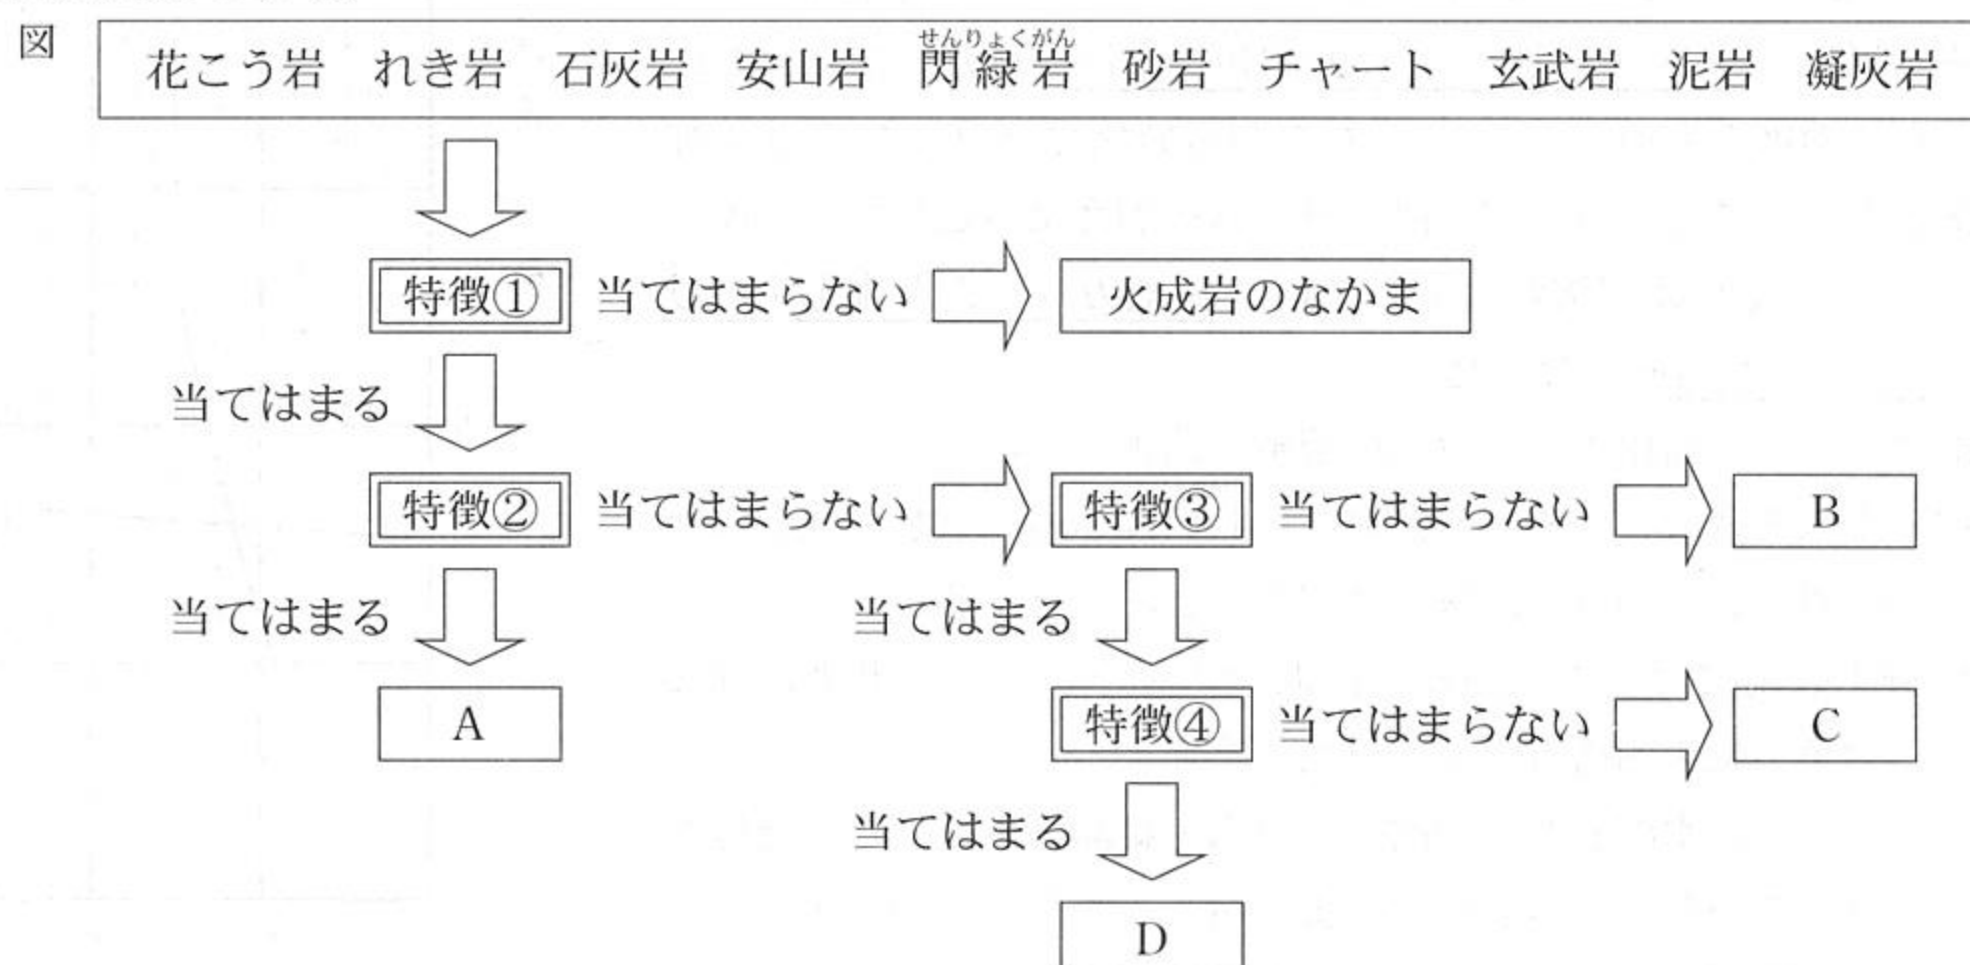 図
花こう岩 れき岩 石灰岩 安山岩 閃緑岩 砂岩 チャート 玄武岩 泥岩 凝灰岩
せんりょくがん
特徴① 当てはまらない 火成岩のなかま
当てはまる
特徴② 当てはまらない 特徴③ 当てはまらない B
当てはまる 当てはまる
A 特徴④ 当てはまらない C
当てはまる
D